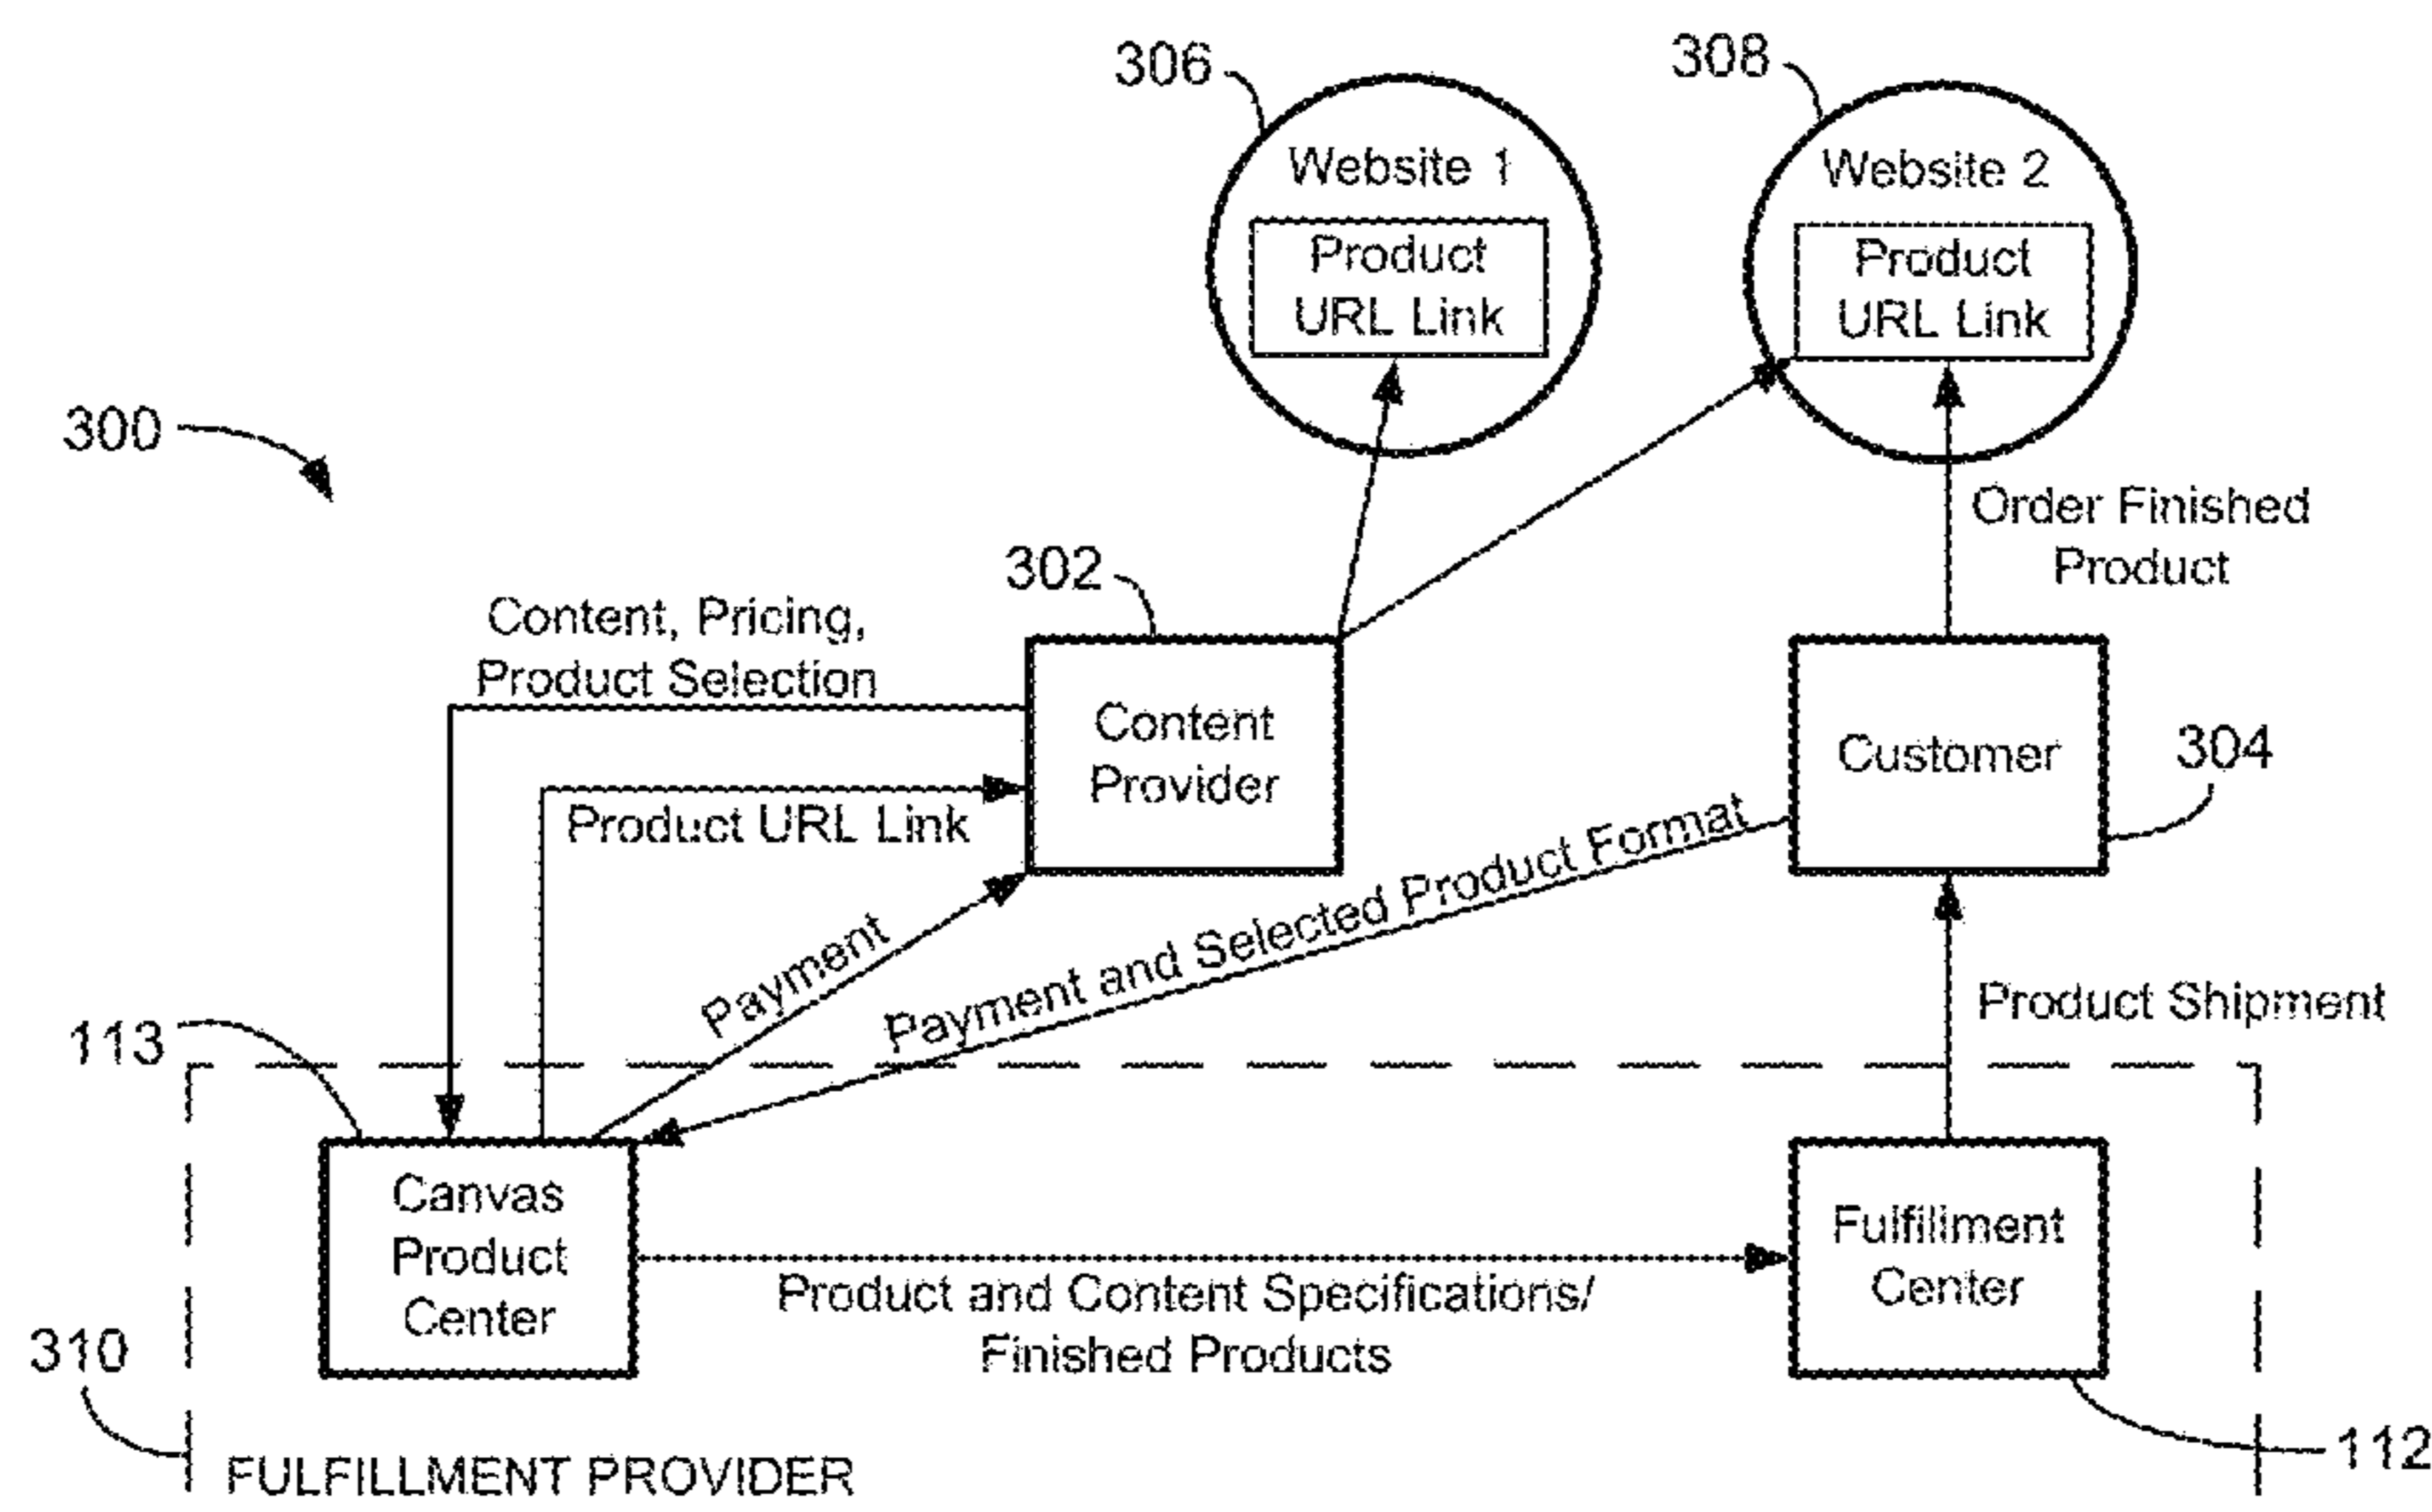 306
308
Website 1
Product
URL Link
Website 2
Product
URL Link
300
Order Finished
Product
302
Content, Pricing,
Product Selection
Content
Provider
Customer
304
Product URL Link
Payment
Payment and Selected Product Format
Product Shipment
113
Canvas
Product
Center
Fulfillment
Center
Product and Content Specifications/
Finished Products
310
FULFILLMENT PROVIDER
112